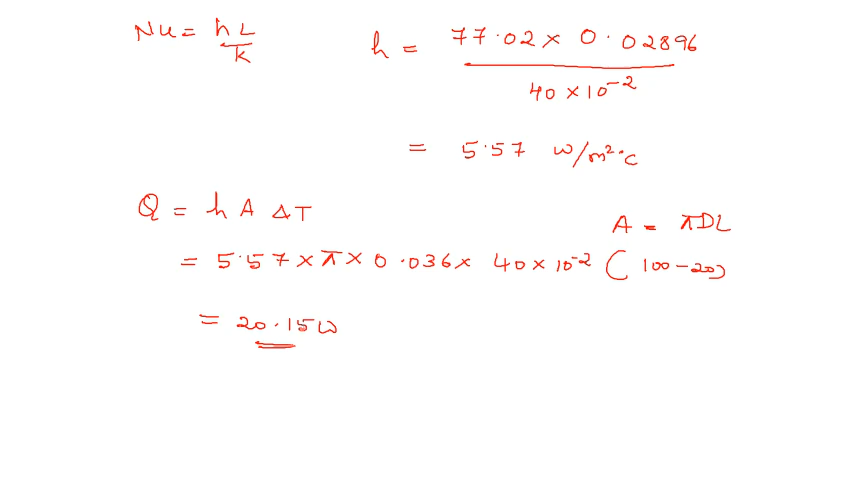 Nu = hL/k
h = 77.02 × 0.02896 / 40 × 10⁻²
= 5.57 W/m²°C
Q = h A ΔT
A = πDL
= 5.57 × π × 0.036 × 40 × 10⁻² (100 - 20)
= 20.15 W